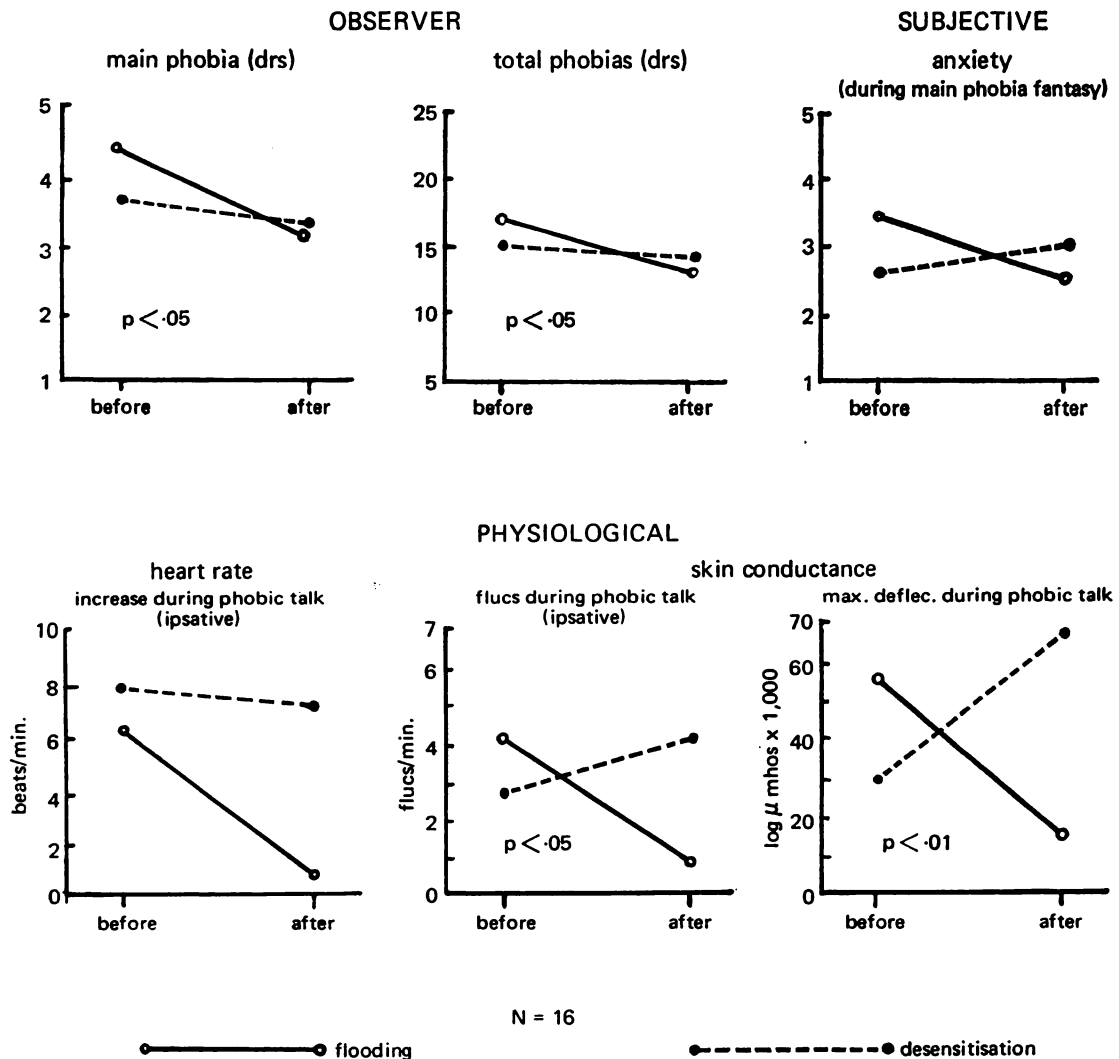 OBSERVER
SUBJECTIVE
main phobia (drs)
total phobias (drs)
anxiety
(during main phobia fantasy)
5
4
3
2
1
p < ·05
before
after
25
20
15
10
5
p < ·05
before
after
5
4
3
2
1
before
after
PHYSIOLOGICAL
heart rate
increase during phobic talk
(ipsative)
skin conductance
flucs during phobic talk
(ipsative)
max. deflec. during phobic talk
10
8
6
4
2
0
beats/min.
before
after
7
6
4
2
0
flucs/min.
p < ·05
before
after
70
60
40
20
0
log µ mhos x 1,000
p < ·01
before
after
N = 16
flooding
desensitisation